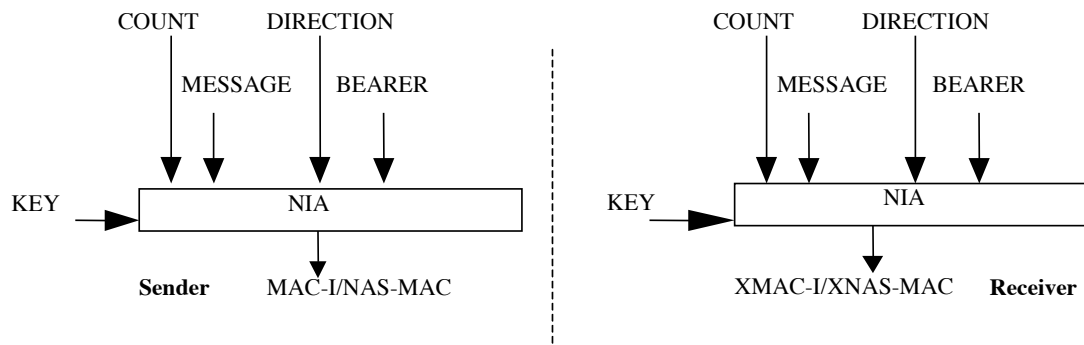 COUNT DIRECTION
MESSAGE BEARER
KEY NIA
Sender MAC-I/NAS-MAC
COUNT DIRECTION
MESSAGE BEARER
KEY NIA
XMAC-I/XNAS-MAC Receiver